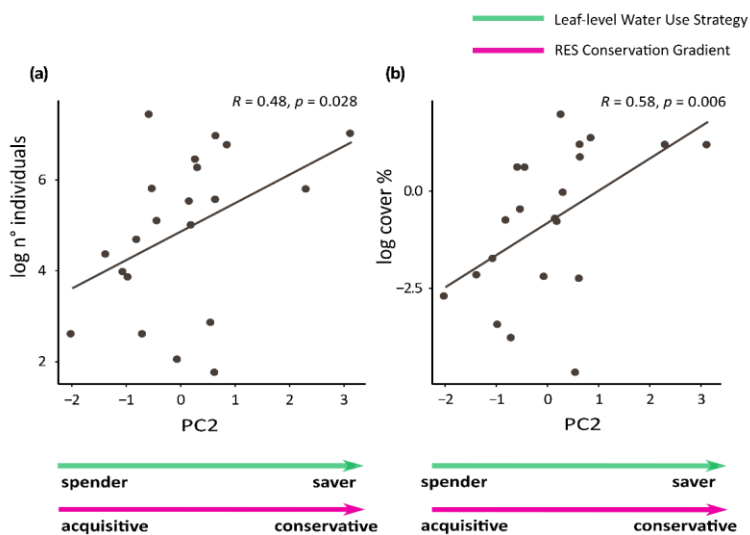 Leaf-level Water Use Strategy
RES Conservation Gradient
(a)
R = 0.48, p = 0.028
log n° individuals
6
4
2
−2 −1 0 1 2 3
PC2
spender saver
acquisitive conservative
(b)
R = 0.58, p = 0.006
log cover %
0.0
−2.5
−2 −1 0 1 2 3
PC2
spender saver
acquisitive conservative